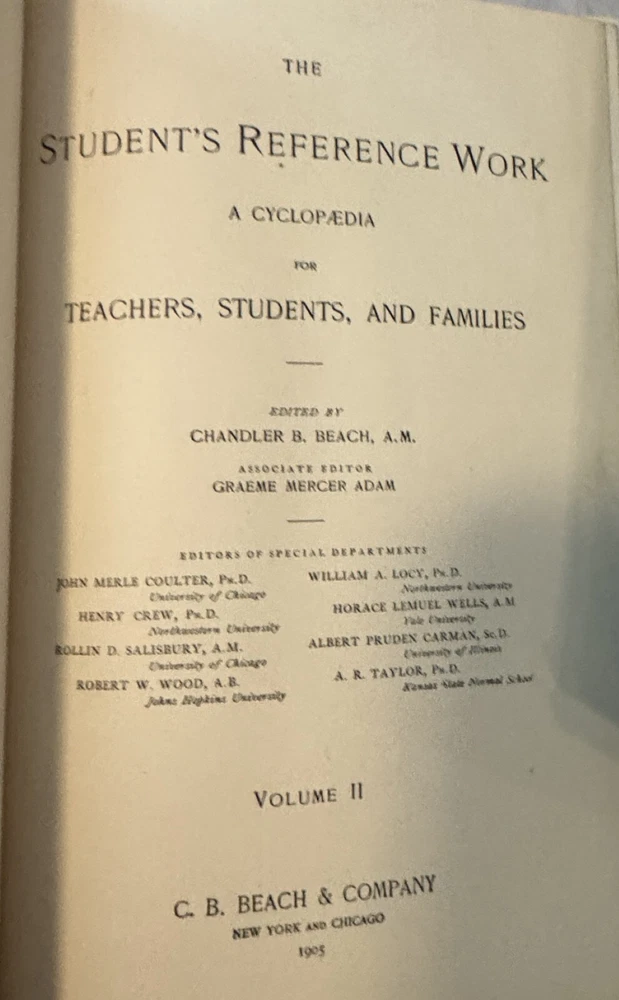 THE
STUDENT'S REFERENCE WORK
A CYCLOPÆDIA
FOR
TEACHERS, STUDENTS, AND FAMILIES
EDITED BY
CHANDLER B. BEACH, A.M.
ASSOCIATE EDITOR
GRAEME MERCER ADAM
EDITORS OF SPECIAL DEPARTMENTS
JOHN MERLE COULTER, PH.D.
University of Chicago
HENRY CREW, PH.D.
Northwestern University
ROLLIN D. SALISBURY, A.M.
University of Chicago
ROBERT W. WOOD, A.B.
Johns Hopkins University
WILLIAM A. LOCY, PH.D.
Northwestern University
HORACE LEMUEL WELLS, A.M
Yale University
ALBERT PRUDEN CARMAN, SC.D.
University of Illinois
A. R. TAYLOR, PH.D.
Kansas State Normal School
VOLUME II
C. B. BEACH & COMPANY
NEW YORK AND CHICAGO
1905